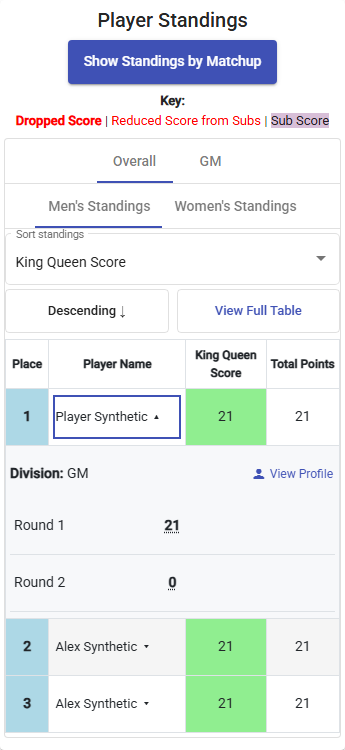 Player Standings
Show Standings by Matchup
Key:
Dropped Score | Reduced Score from Subs | Sub Score
Overall GM
Men's Standings Women's Standings
Sort standings
King Queen Score
Descending ↓ View Full Table
Place Player Name King Queen Score Total Points
1 Player Synthetic ▴ 21 21
Division: GM View Profile
Round 1 21
Round 2 0
2 Alex Synthetic ▾ 21 21
3 Alex Synthetic ▾ 21 21